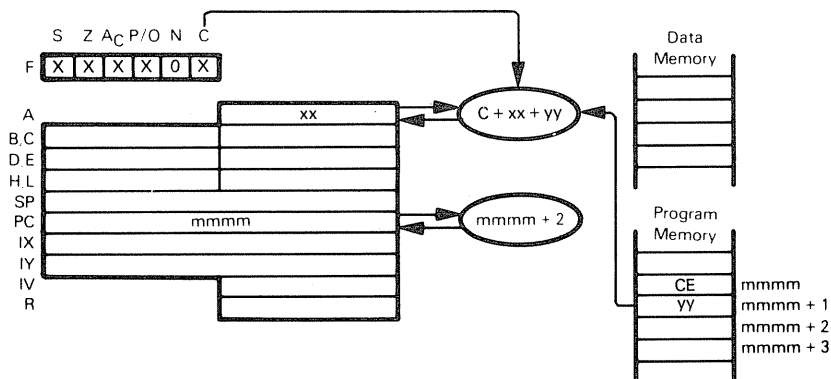 S Z AC P/O N C
F X X X X 0 X
Data
Memory
A xx
C + xx + yy
B,C
D,E
H,L
SP
PC mmmm
mmmm + 2
Program
Memory
IX
IY
IV
R
CE mmmm
yy mmmm + 1
mmmm + 2
mmmm + 3